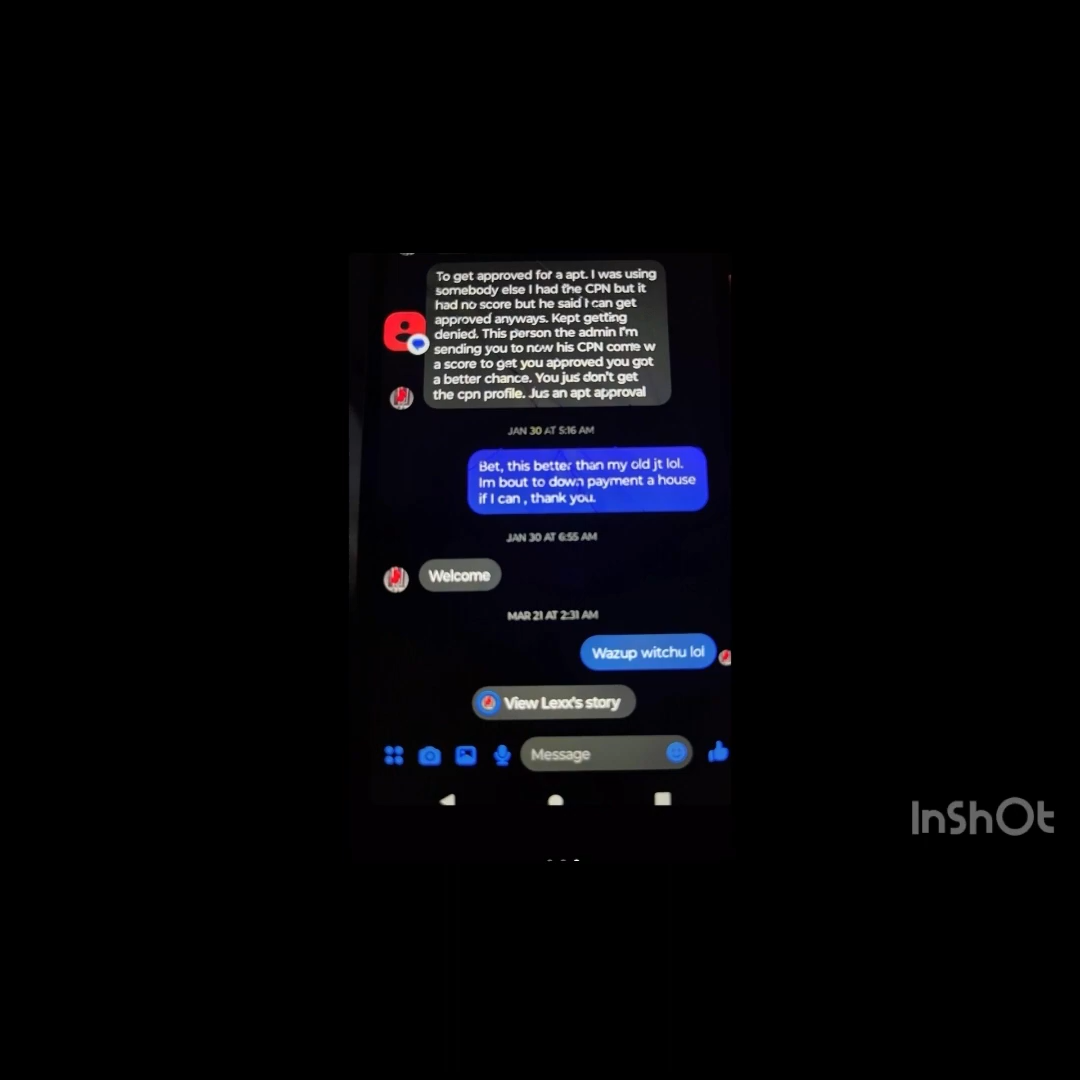 To get approved for a apt. I was using
somebody else I had the CPN but it
had no score but he said I can get
approved anyways. Kept getting
denied. This person the admin I'm
sending you to now his CPN come w
a score to get you approved you got
a better chance. You jus don't get
the cpn profile. Jus an apt approval
JAN 30 AT 5:16 AM
Bet, this better than my old jt lol.
Im bout to down payment a house
if I can , thank you.
JAN 30 AT 6:55 AM
Welcome
MAR 21 AT 2:31 AM
Wazup witchu lol
View Lexx's story
Message
InShOt